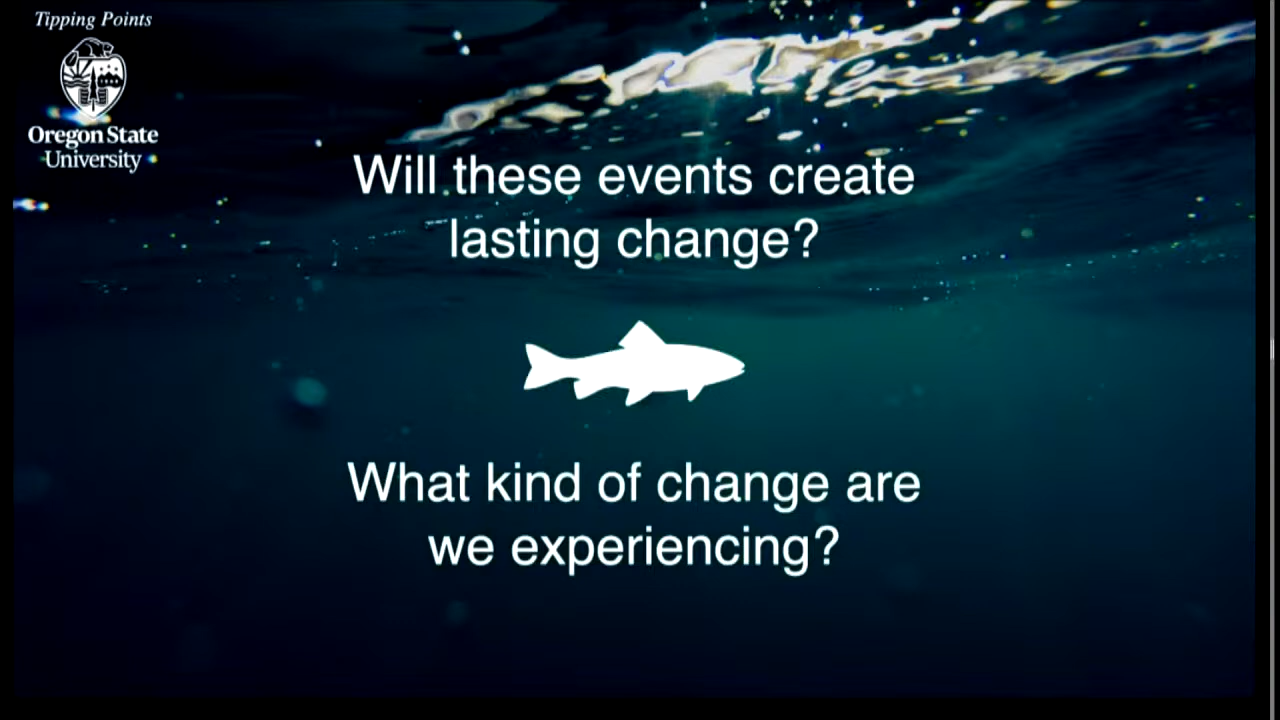 Tipping Points
Oregon State
University
Will these events create
lasting change?
What kind of change are
we experiencing?